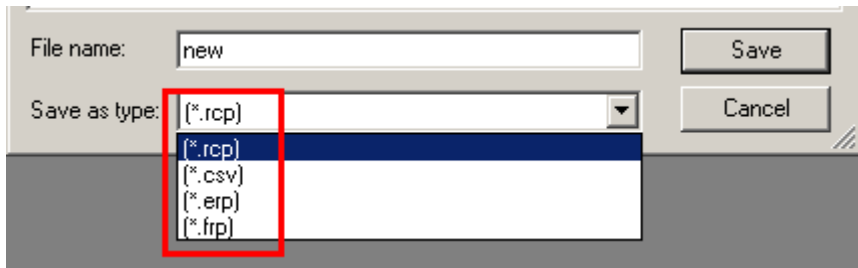 File name: new Save
Save as type: (*.rcp) Cancel
(*.rcp)
(*.csv)
(*.erp)
(*.frp)